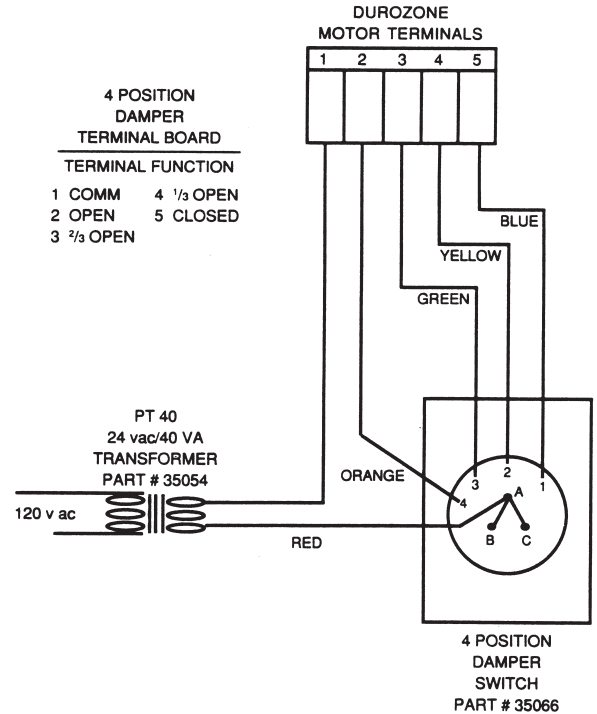 DUROZONE
MOTOR TERMINALS
1 2 3 4 5
4 POSITION
DAMPER
TERMINAL BOARD
TERMINAL FUNCTION
1 COMM 4 1/3 OPEN
2 OPEN 5 CLOSED
3 2/3 OPEN
BLUE
YELLOW
GREEN
PT 40
24 vac/40 VA
TRANSFORMER
PART # 35054
120 v ac
ORANGE
RED
4 3 2 1
A
B C
4 POSITION
DAMPER
SWITCH
PART # 35066